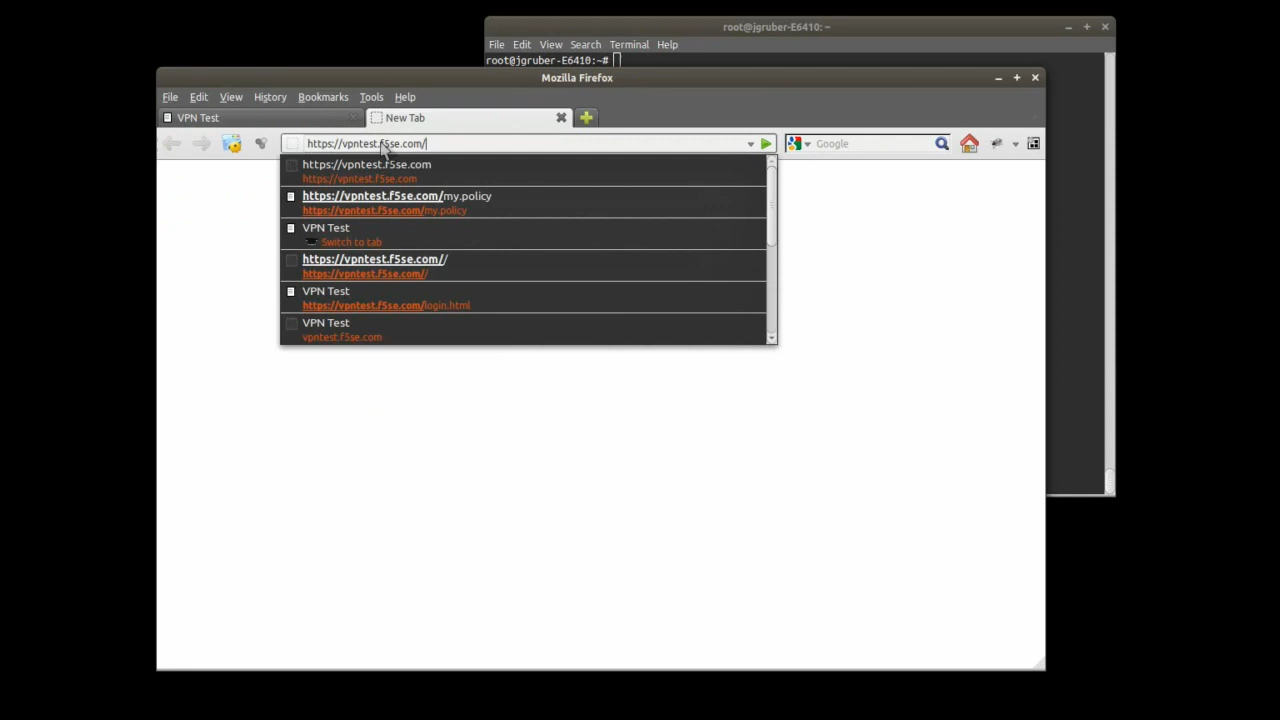 root@jgruber-E6410: ~
File Edit View Search Terminal Help
root@jgruber-E6410:~#
Mozilla Firefox
File Edit View History Bookmarks Tools Help
VPN Test
New Tab
https://vpntest.f5se.com/
Google
https://vpntest.f5se.com
https://vpntest.f5se.com
https://vpntest.f5se.com/my.policy
https://vpntest.f5se.com/my.policy
VPN Test
Switch to tab
https://vpntest.f5se.com//
https://vpntest.f5se.com//
VPN Test
https://vpntest.f5se.com/login.html
VPN Test
vpntest.f5se.com